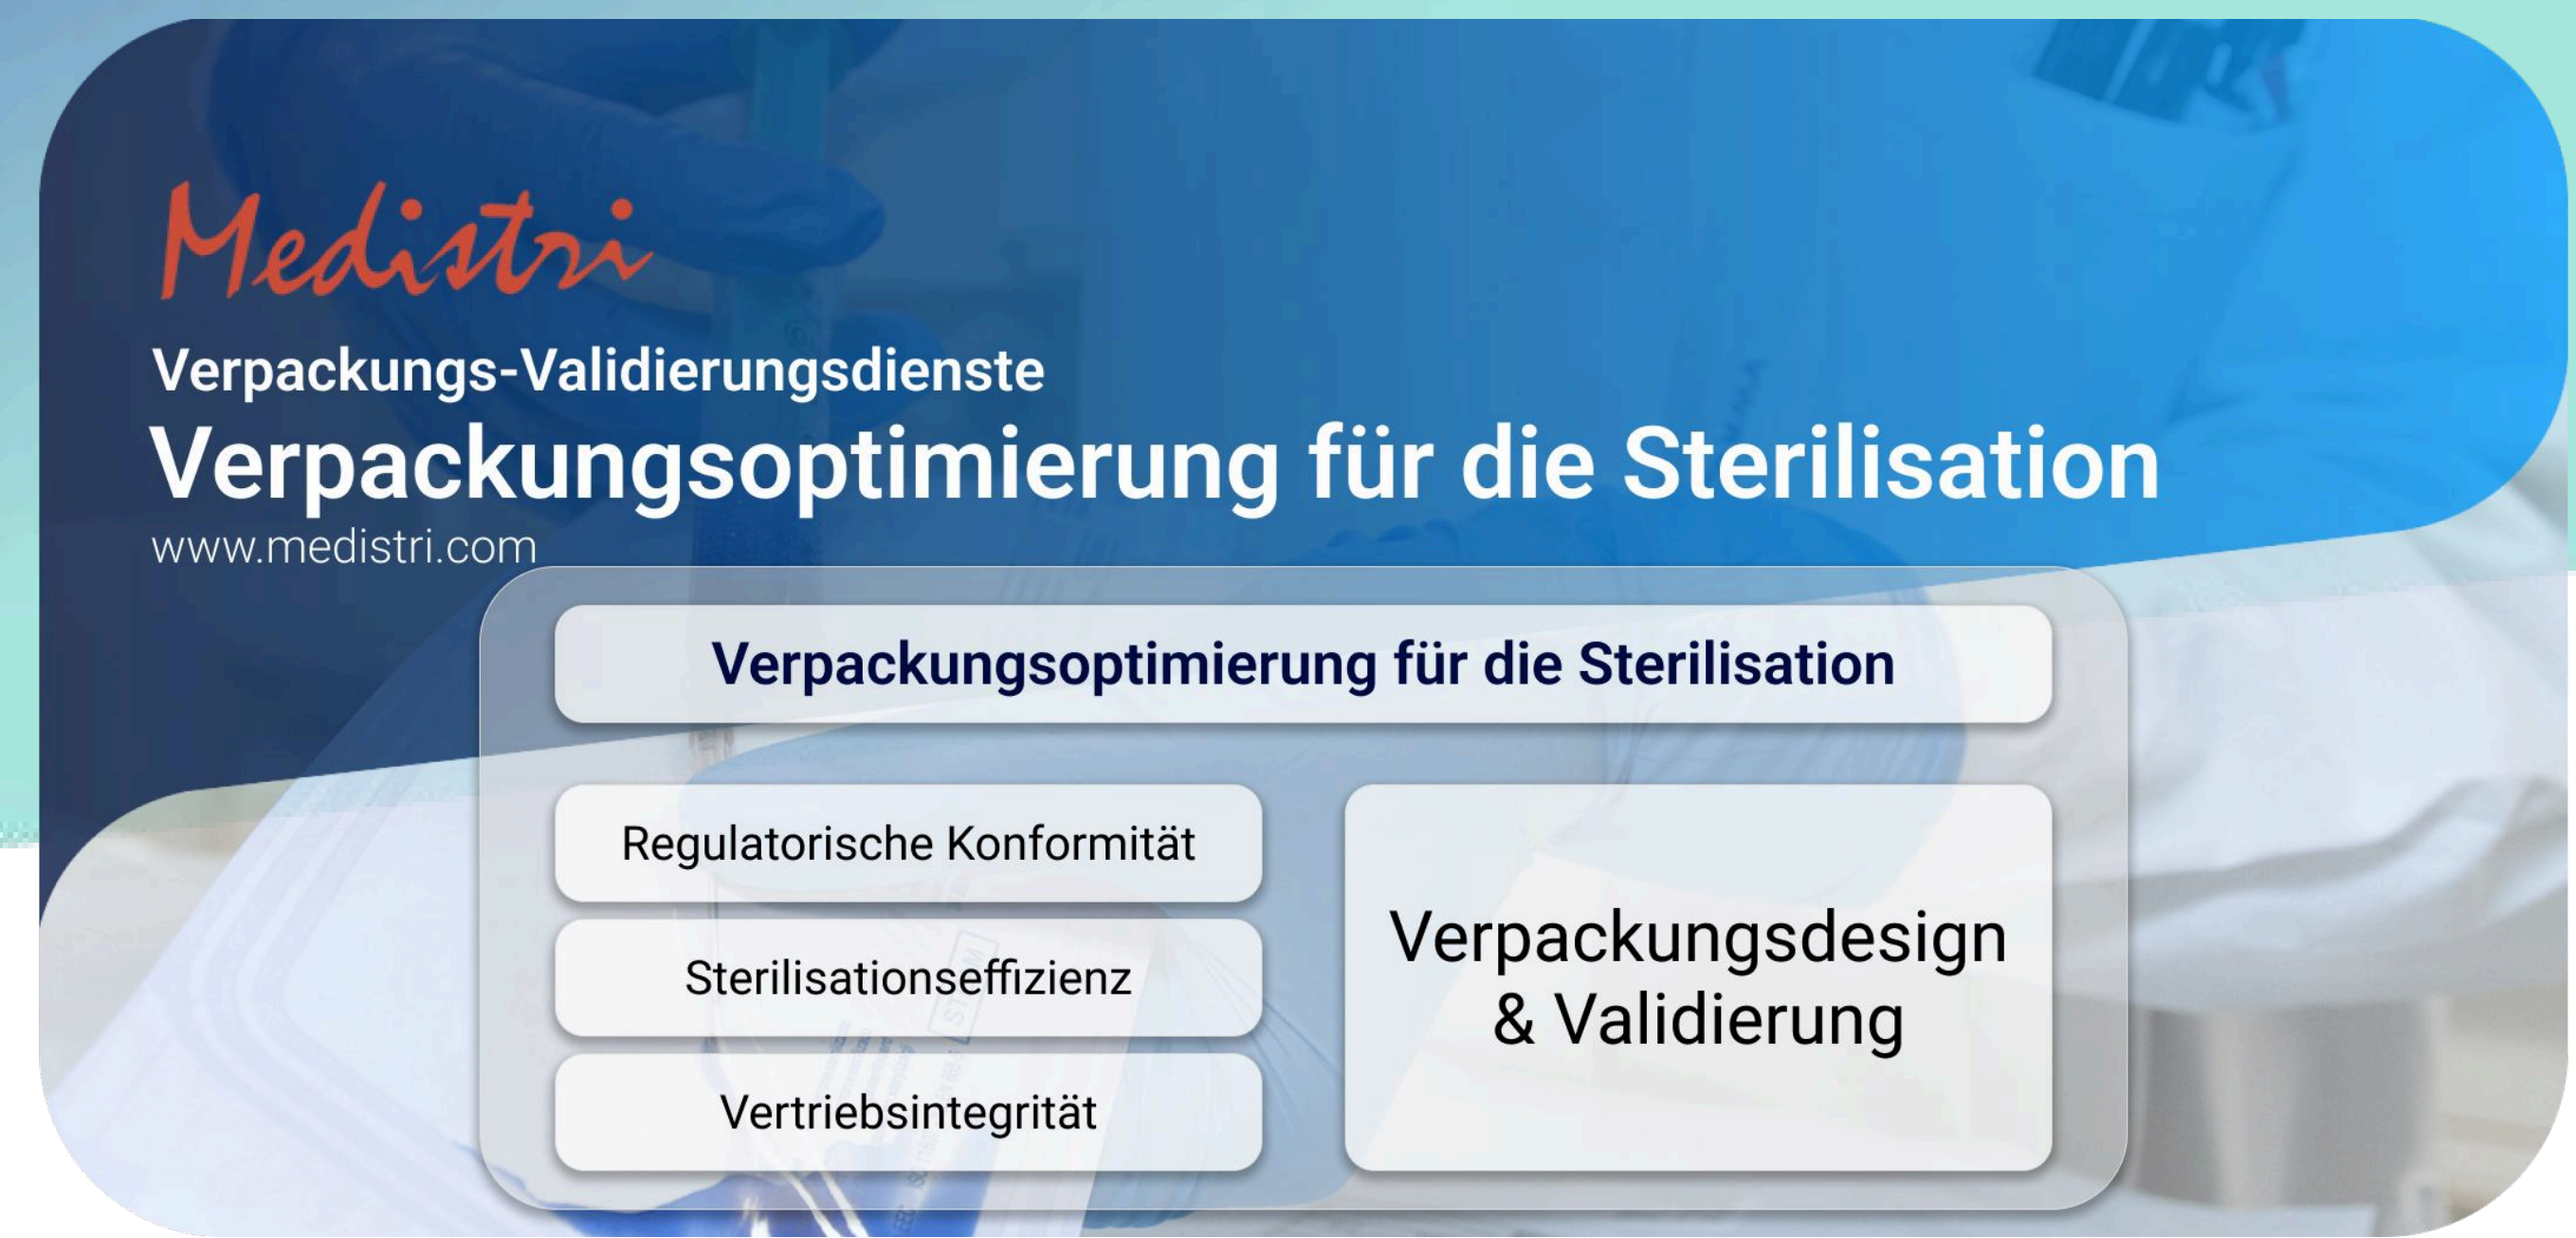 Medistri
Verpackungs-Validierungsdienste
Verpackungsoptimierung für die Sterilisation
www.medistri.com
Verpackungsoptimierung für die Sterilisation
Regulatorische Konformität
Sterilisationseffizienz
Vertriebsintegrität
Verpackungsdesign
& Validierung